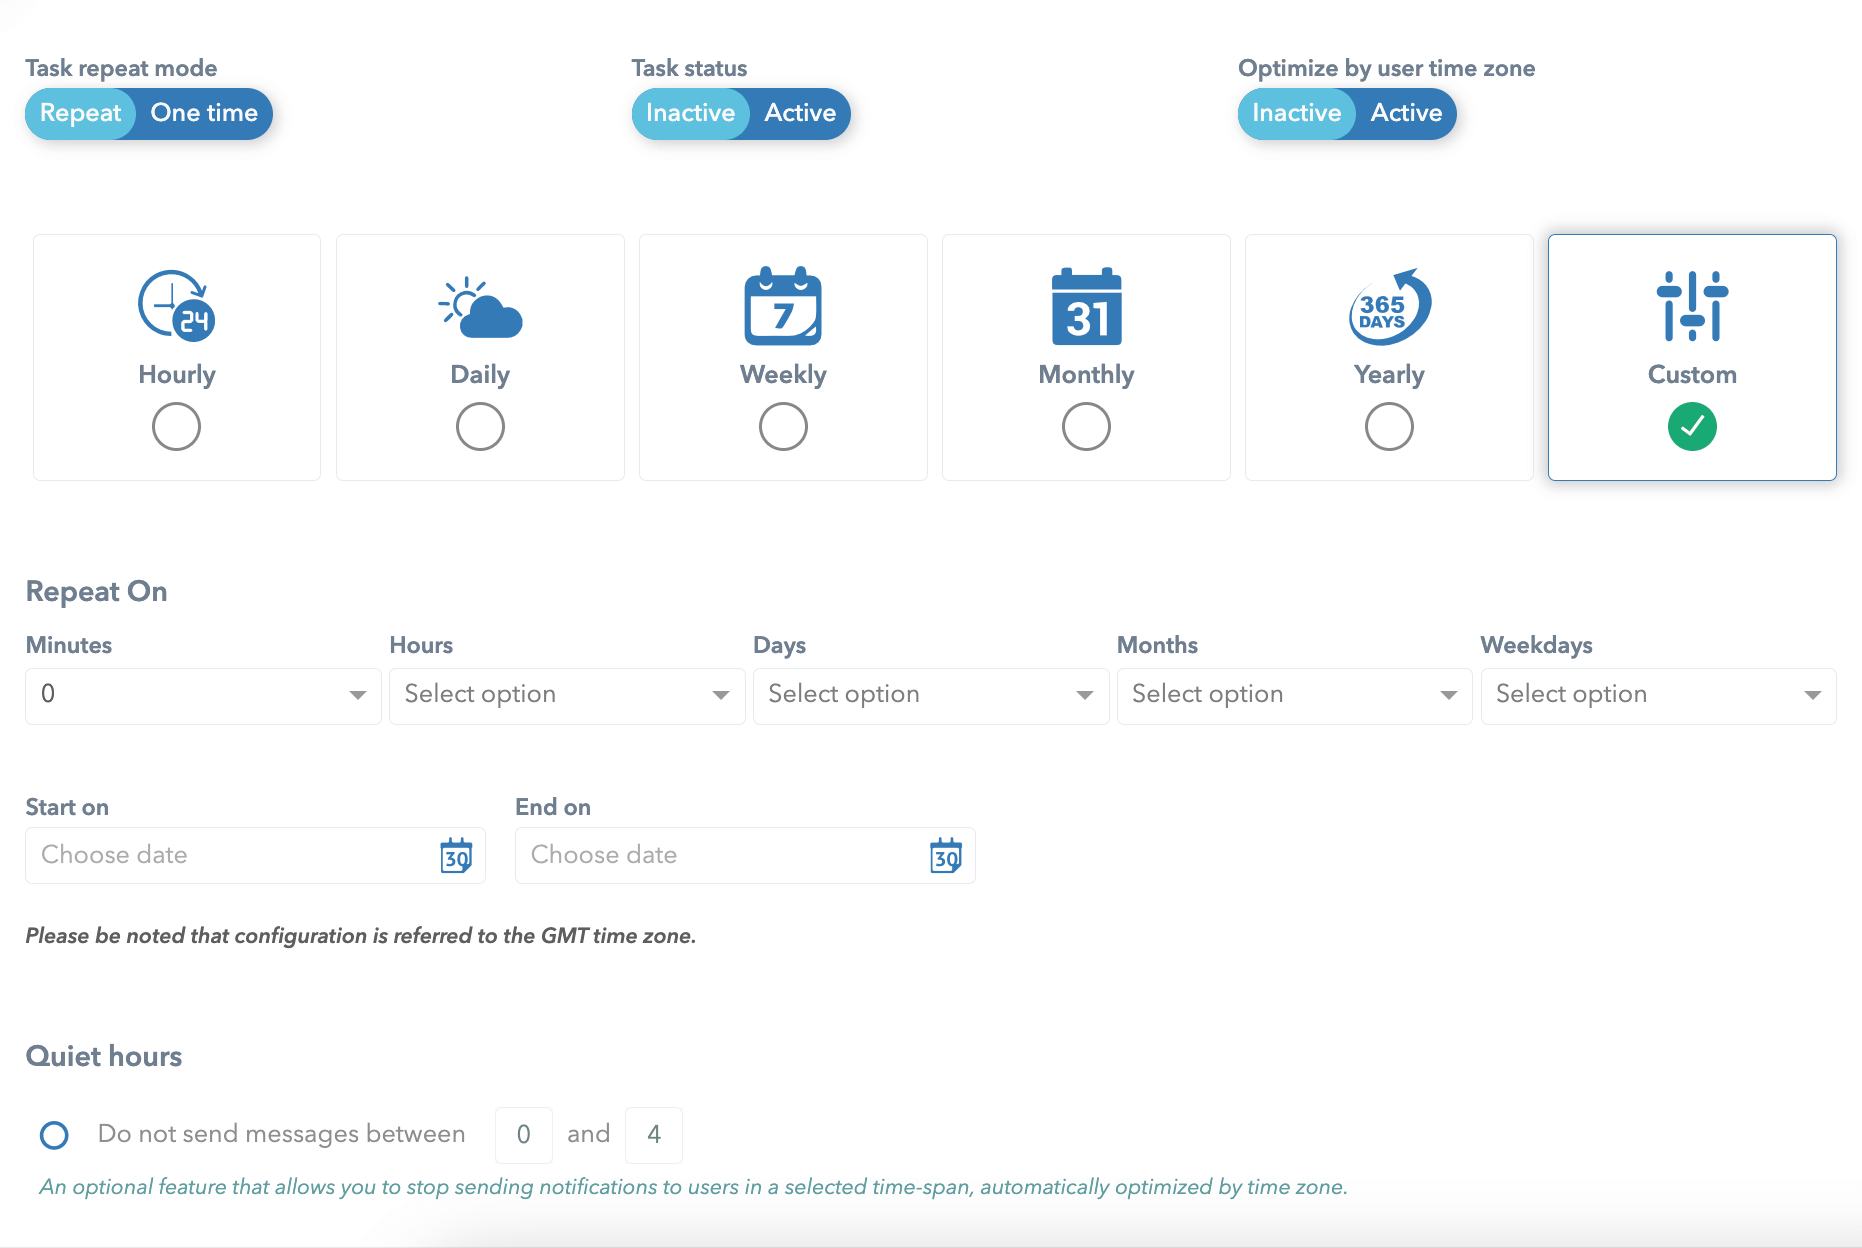 Task repeat mode
Task status
Optimize by user time zone
Repeat One time
Inactive Active
Inactive Active
24
7
31
365
DAYS
Hourly
Daily
Weekly
Monthly
Yearly
Custom
Repeat On
Minutes
Hours
Days
Months
Weekdays
0
Select option
Select option
Select option
Select option
Start on
End on
Choose date
30
Choose date
30
Please be noted that configuration is referred to the GMT time zone.
Quiet hours
Do not send messages between 0 and 4
An optional feature that allows you to stop sending notifications to users in a selected time-span, automatically optimized by time zone.